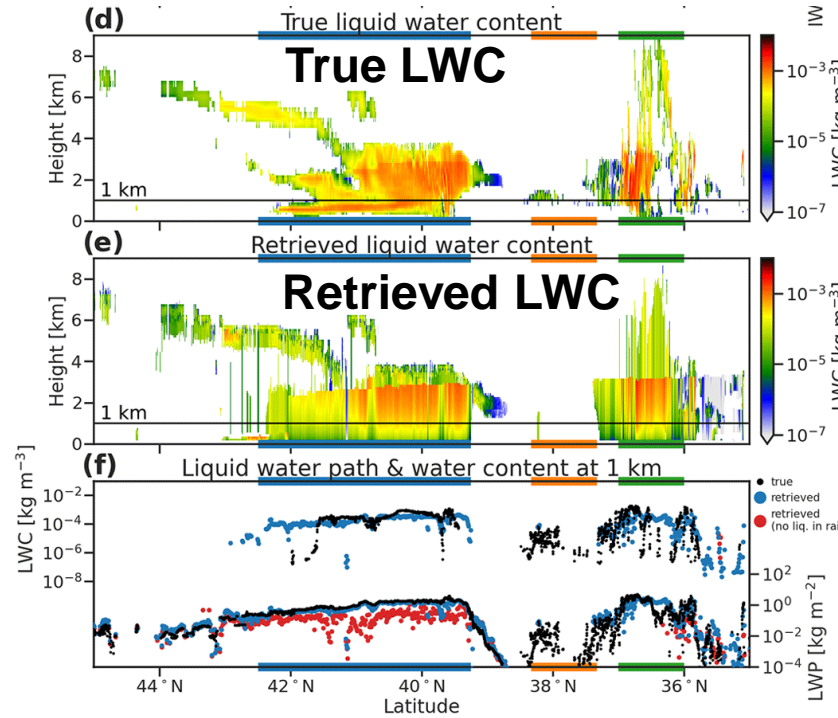 (d)
True liquid water content
True LWC
8
6
4
2
0
Height [km]
1 km
IW
10⁻³
10⁻⁵
10⁻⁷
WC [kg m⁻³]
(e)
Retrieved liquid water content
Retrieved LWC
8
6
4
2
0
Height [km]
1 km
10⁻³
10⁻⁵
10⁻⁷
LWC [kg m⁻³]
(f)
Liquid water path & water content at 1 km
LWC [kg m⁻³]
10⁻²
10⁻⁴
10⁻⁶
10⁻⁸
true
retrieved
retrieved
(no liq. in rai
10²
10⁰
10⁻²
10⁻⁴
LWP [kg m⁻²]
44°N
42°N
40°N
38°N
36°N
Latitude